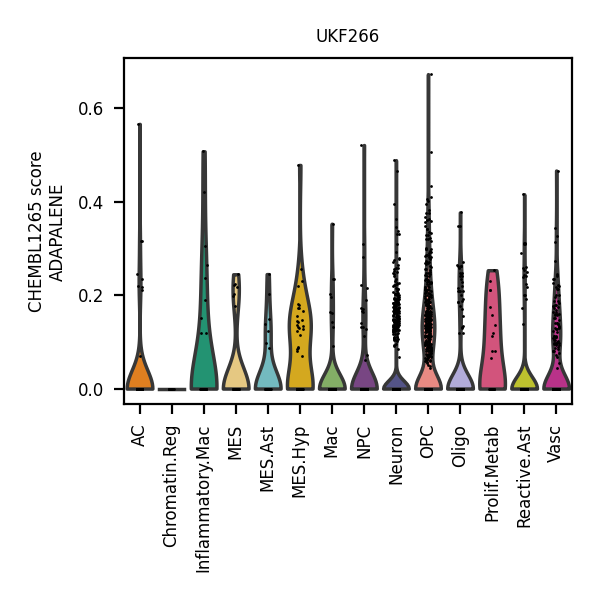 UKF266
CHEMBL1265 score
ADAPALENE
0.6
0.4
0.2
0.0
AC
Chromatin.Reg
Inflammatory.Mac
MES
MES.Ast
MES.Hyp
Mac
NPC
Neuron
OPC
Oligo
Prolif.Metab
Reactive.Ast
Vasc